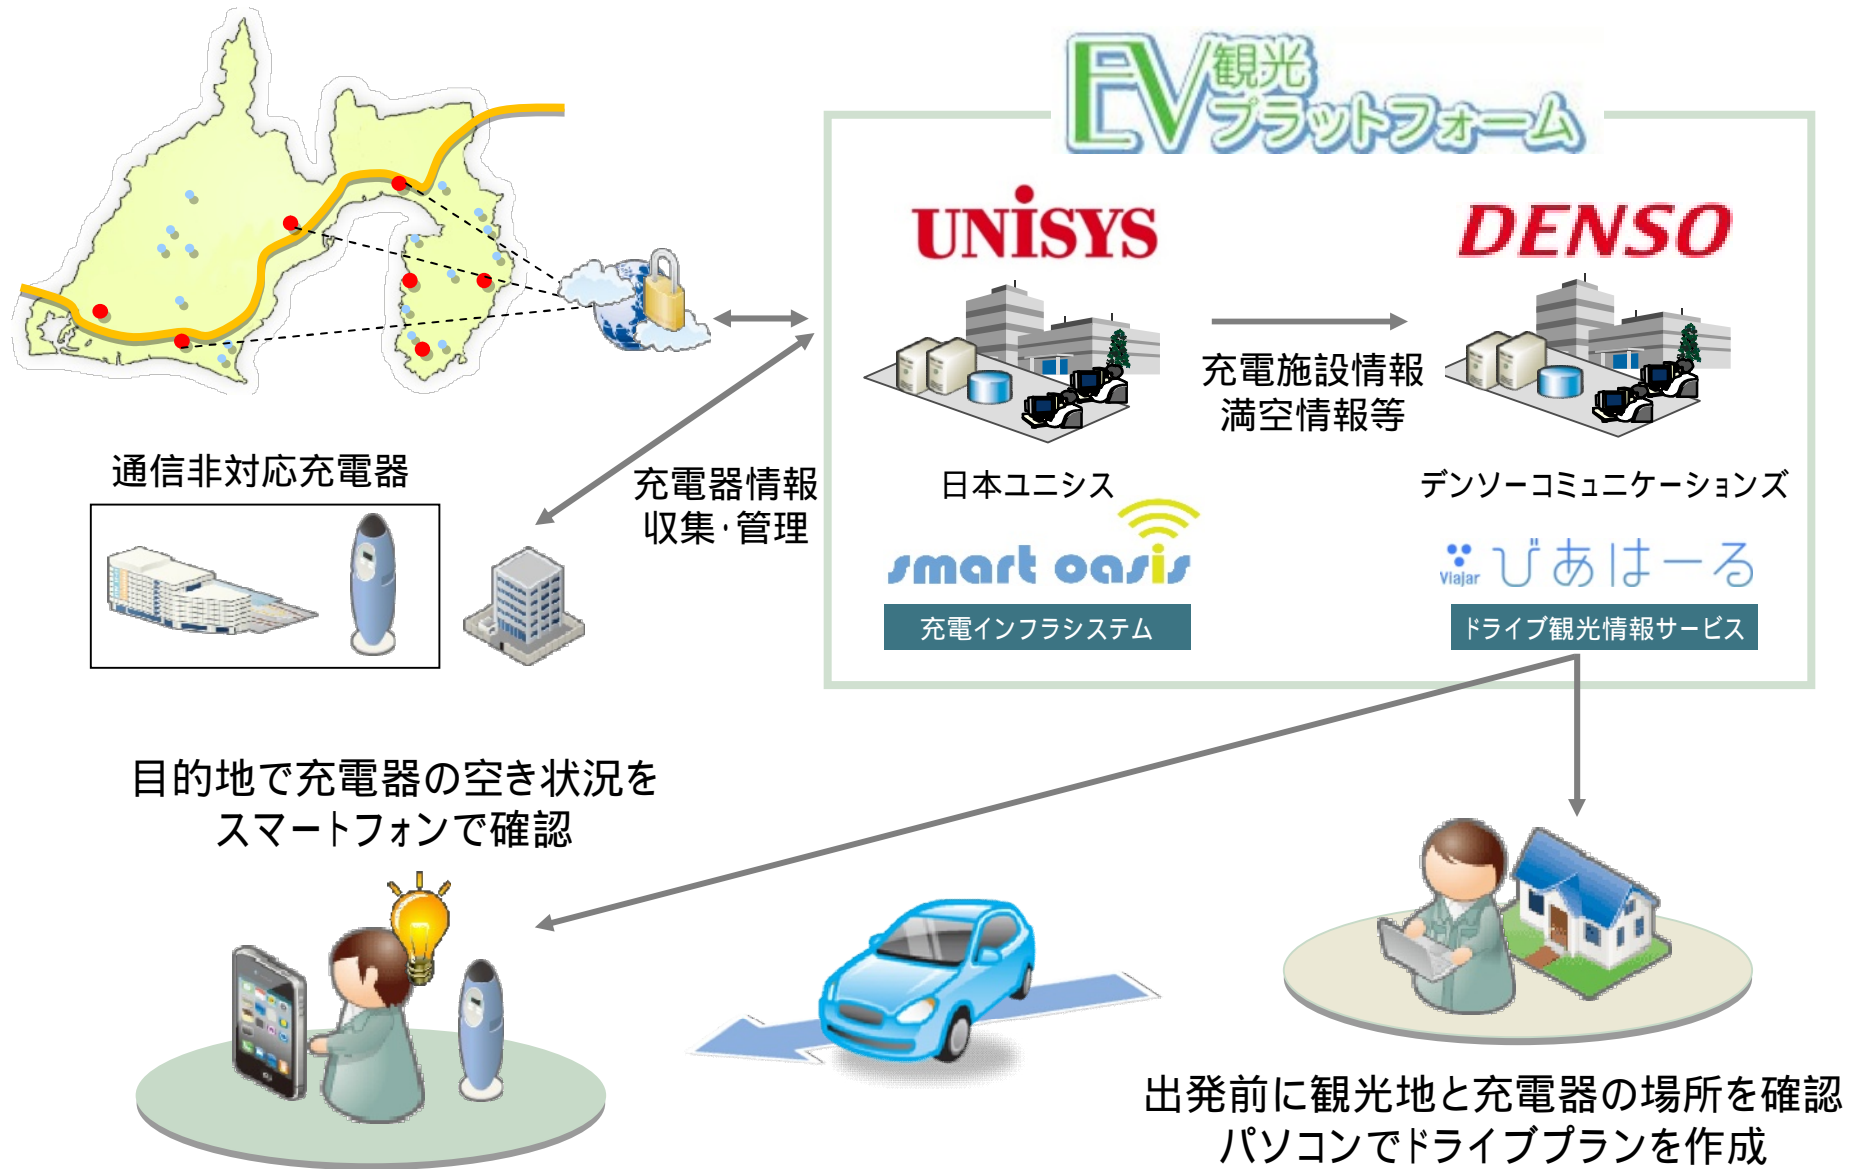 EV観光
プラットフォーム
UNiSYS
DENSO
充電施設情報
満空情報等
通信非対応充電器
充電器情報
収集・管理
日本ユニシス
デンソーコミュニケーションズ
smart oasis
Viajar びあはーる
充電インフラシステム
ドライブ観光情報サービス
目的地で充電器の空き状況を
スマートフォンで確認
出発前に観光地と充電器の場所を確認
パソコンでドライブプランを作成